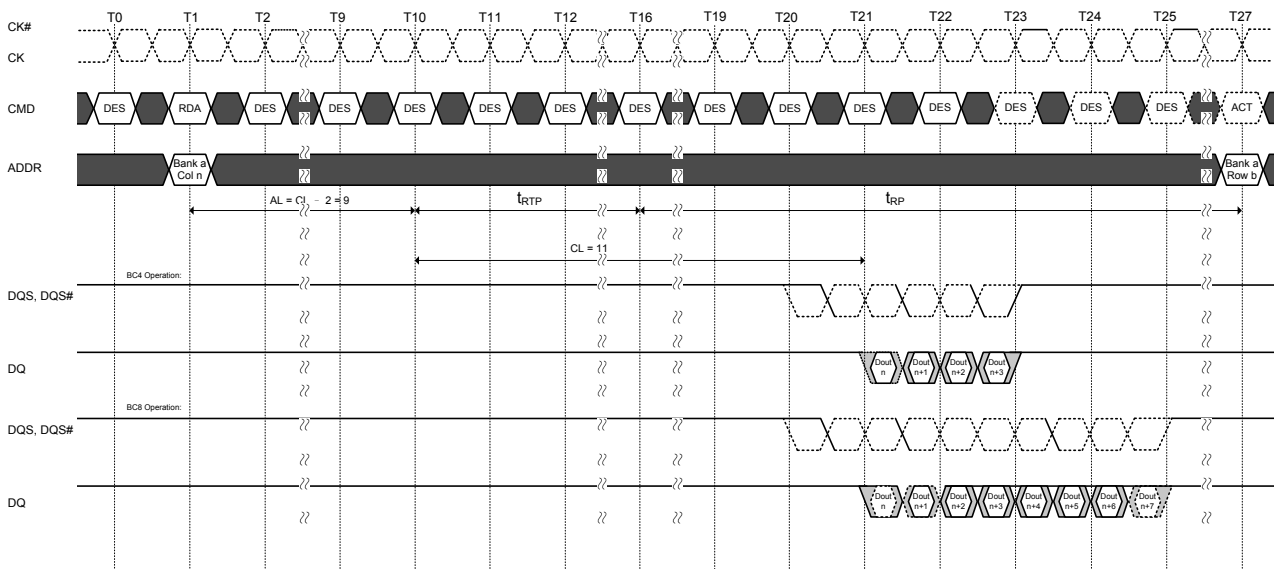 T0 T1 T2 T9 T10 T11 T12 T16 T19 T20 T21 T22 T23 T24 T25 T27
CK#
CK
CMD DES RDA DES DES DES DES DES DES DES DES DES DES DES DES DES ACT
ADDR Bank a Bank a
Col n Row b
AL = CL - 2 = 9 tRTP tRP
CL = 11
BC4 Operation:
DQS, DQS#
DQ Dout n Dout n+1 Dout n+2 Dout n+3
BC8 Operation:
DQS, DQS#
DQ Dout n Dout n+1 Dout n+2 Dout n+3 Dout n+4 Dout n+5 Dout n+6 Dout n+7